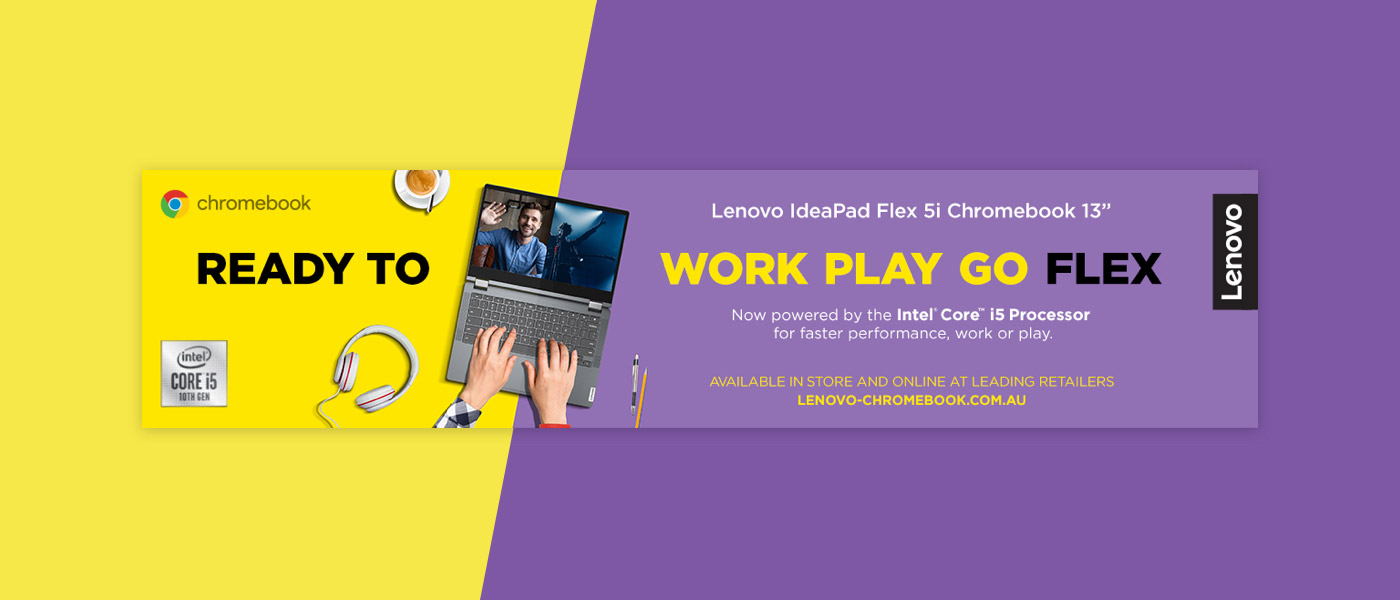 chromebook
READY TO
intel
CORE i5
10TH GEN
Lenovo IdeaPad Flex 5i Chromebook 13”
WORK PLAY GO FLEX
Now powered by the Intel® Core™ i5 Processor
for faster performance, work or play.
AVAILABLE IN STORE AND ONLINE AT LEADING RETAILERS
LENOVO-CHROMEBOOK.COM.AU
Lenovo